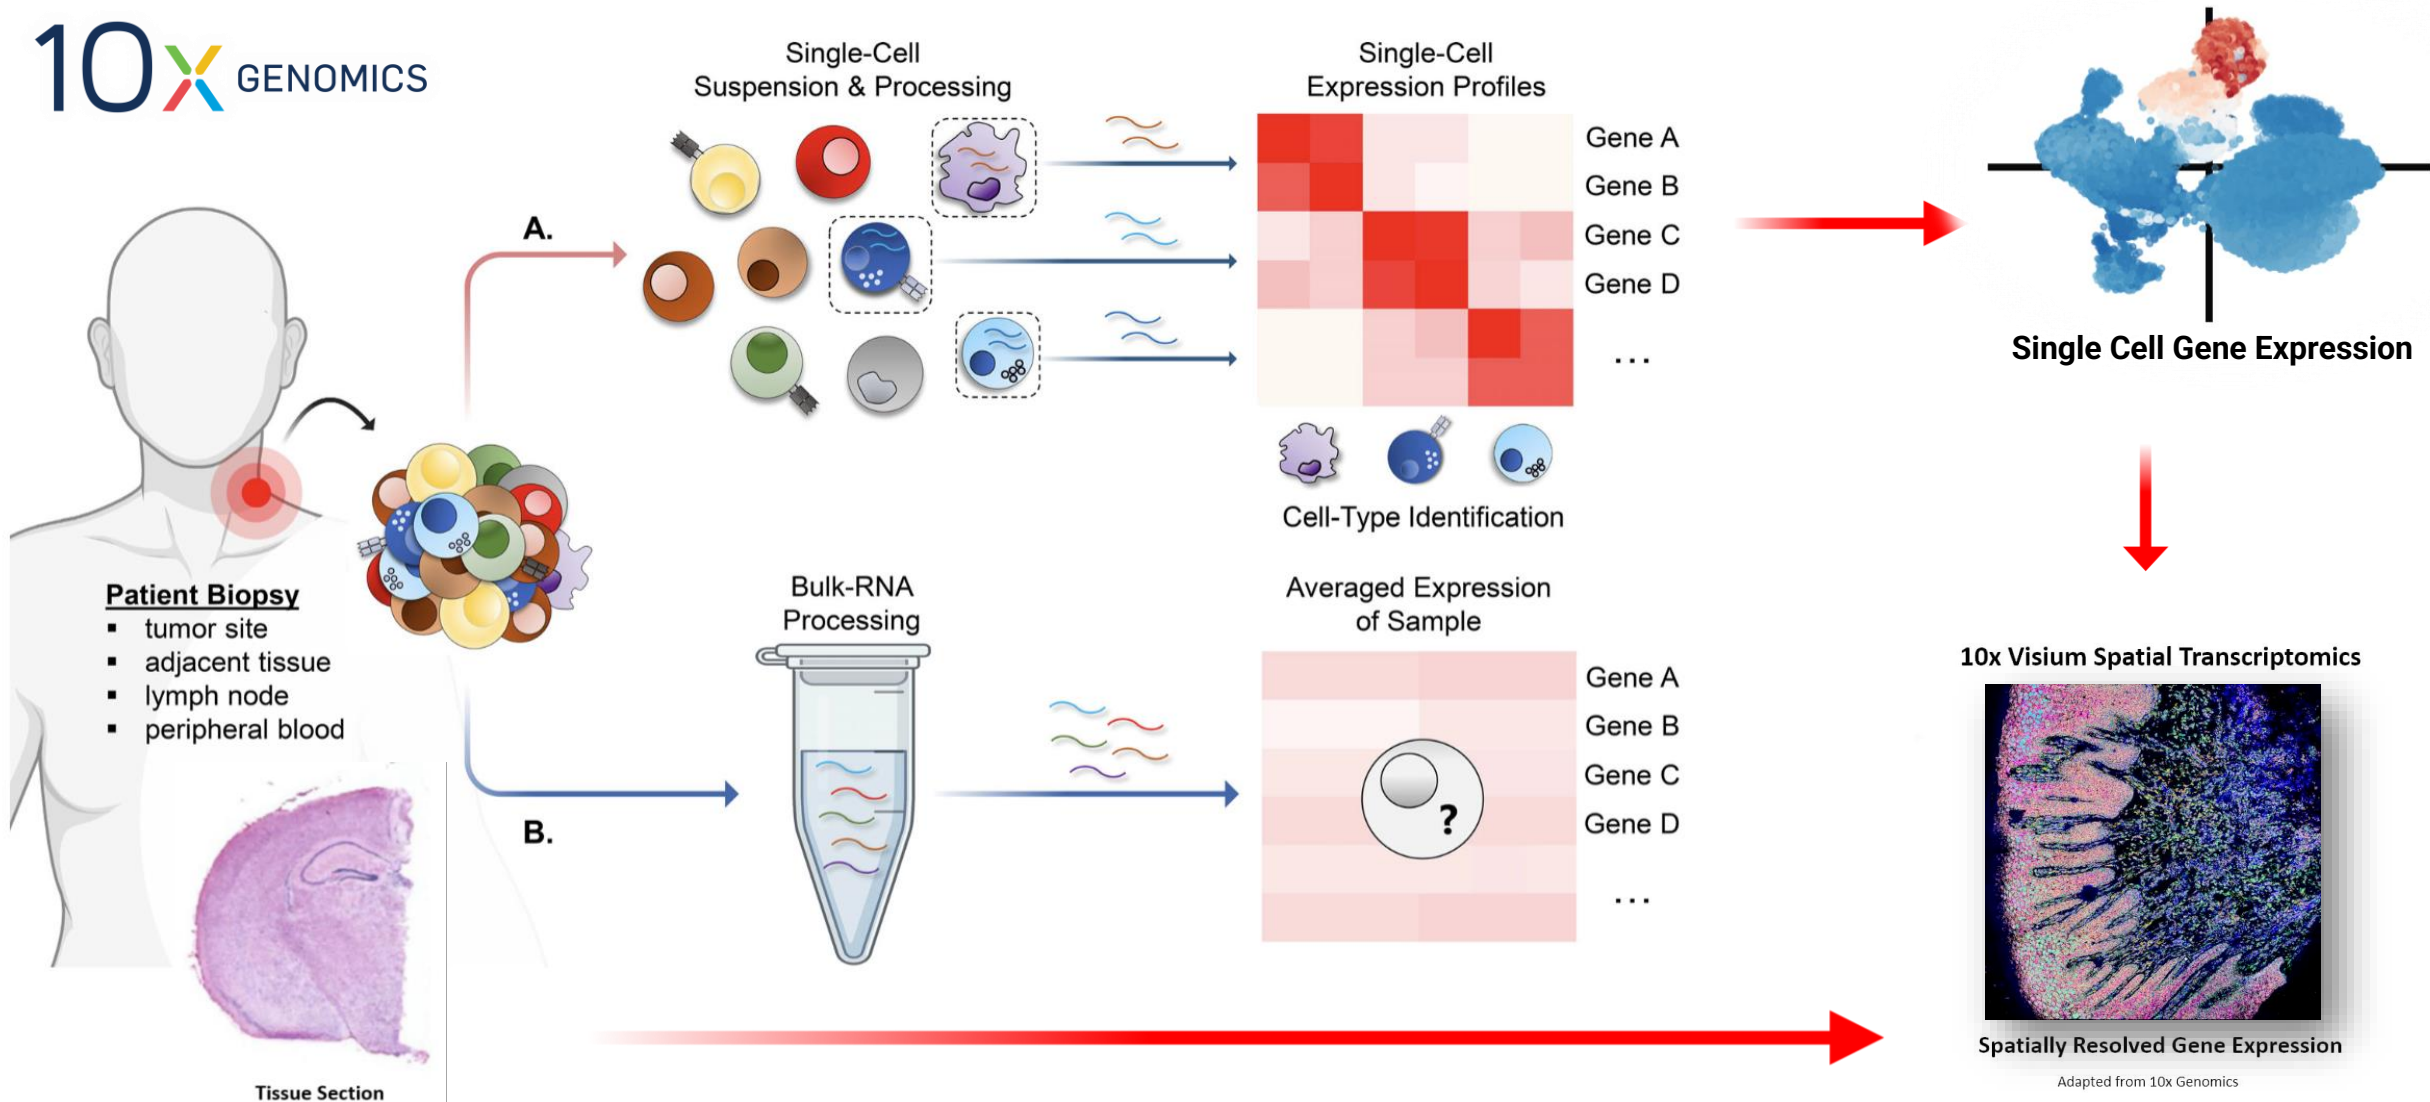 10X GENOMICS
Single-Cell
Suspension & Processing
Single-Cell
Expression Profiles
Gene A
Gene B
Gene C
Gene D
...
A.
Single Cell Gene Expression
Cell-Type Identification
Patient Biopsy
▪ tumor site
▪ adjacent tissue
▪ lymph node
▪ peripheral blood
Bulk-RNA
Processing
Averaged Expression
of Sample
Gene A
Gene B
Gene C
Gene D
...
?
B.
10x Visium Spatial Transcriptomics
Spatially Resolved Gene Expression
Adapted from 10x Genomics
Tissue Section